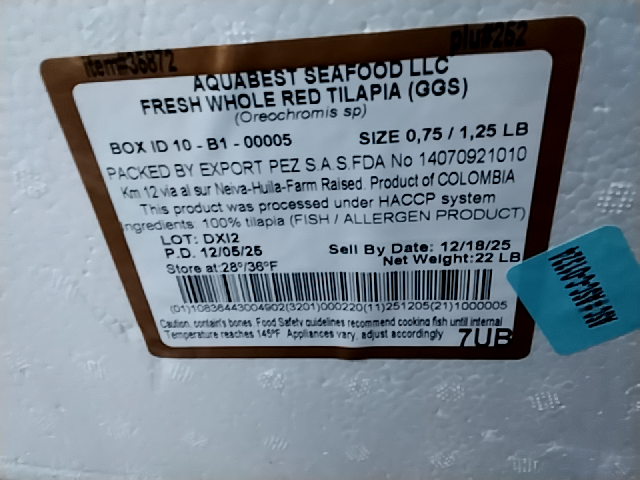 item#36872
plu#262
AQUABEST SEAFOOD LLC
FRESH WHOLE RED TILAPIA (GGS)
(Oreochromis sp)
BOX ID 10 - B1 - 00005
SIZE 0,75 / 1,25 LB
PACKED BY EXPORT PEZ S.A.S.FDA No 14070921010
Km 12 via al sur Neiva-Huila-Farm Raised. Product of COLOMBIA
This product was processed under HACCP system
ngredients: 100% tilapia (FISH / ALLERGEN PRODUCT)
LOT: DXI2
P.D. 12/05/25
Sell By Date: 12/18/25
Store at:28°/36°F
Net Weight:22 LB
(01)10836443004902(3201)000220(11)251205(21)1000005
Caution, contain's bones. Food Safety guidelines recommend cooking fish until internal
Temperature reaches 145ºF. Appliances vary, adjust accordingly
7UB